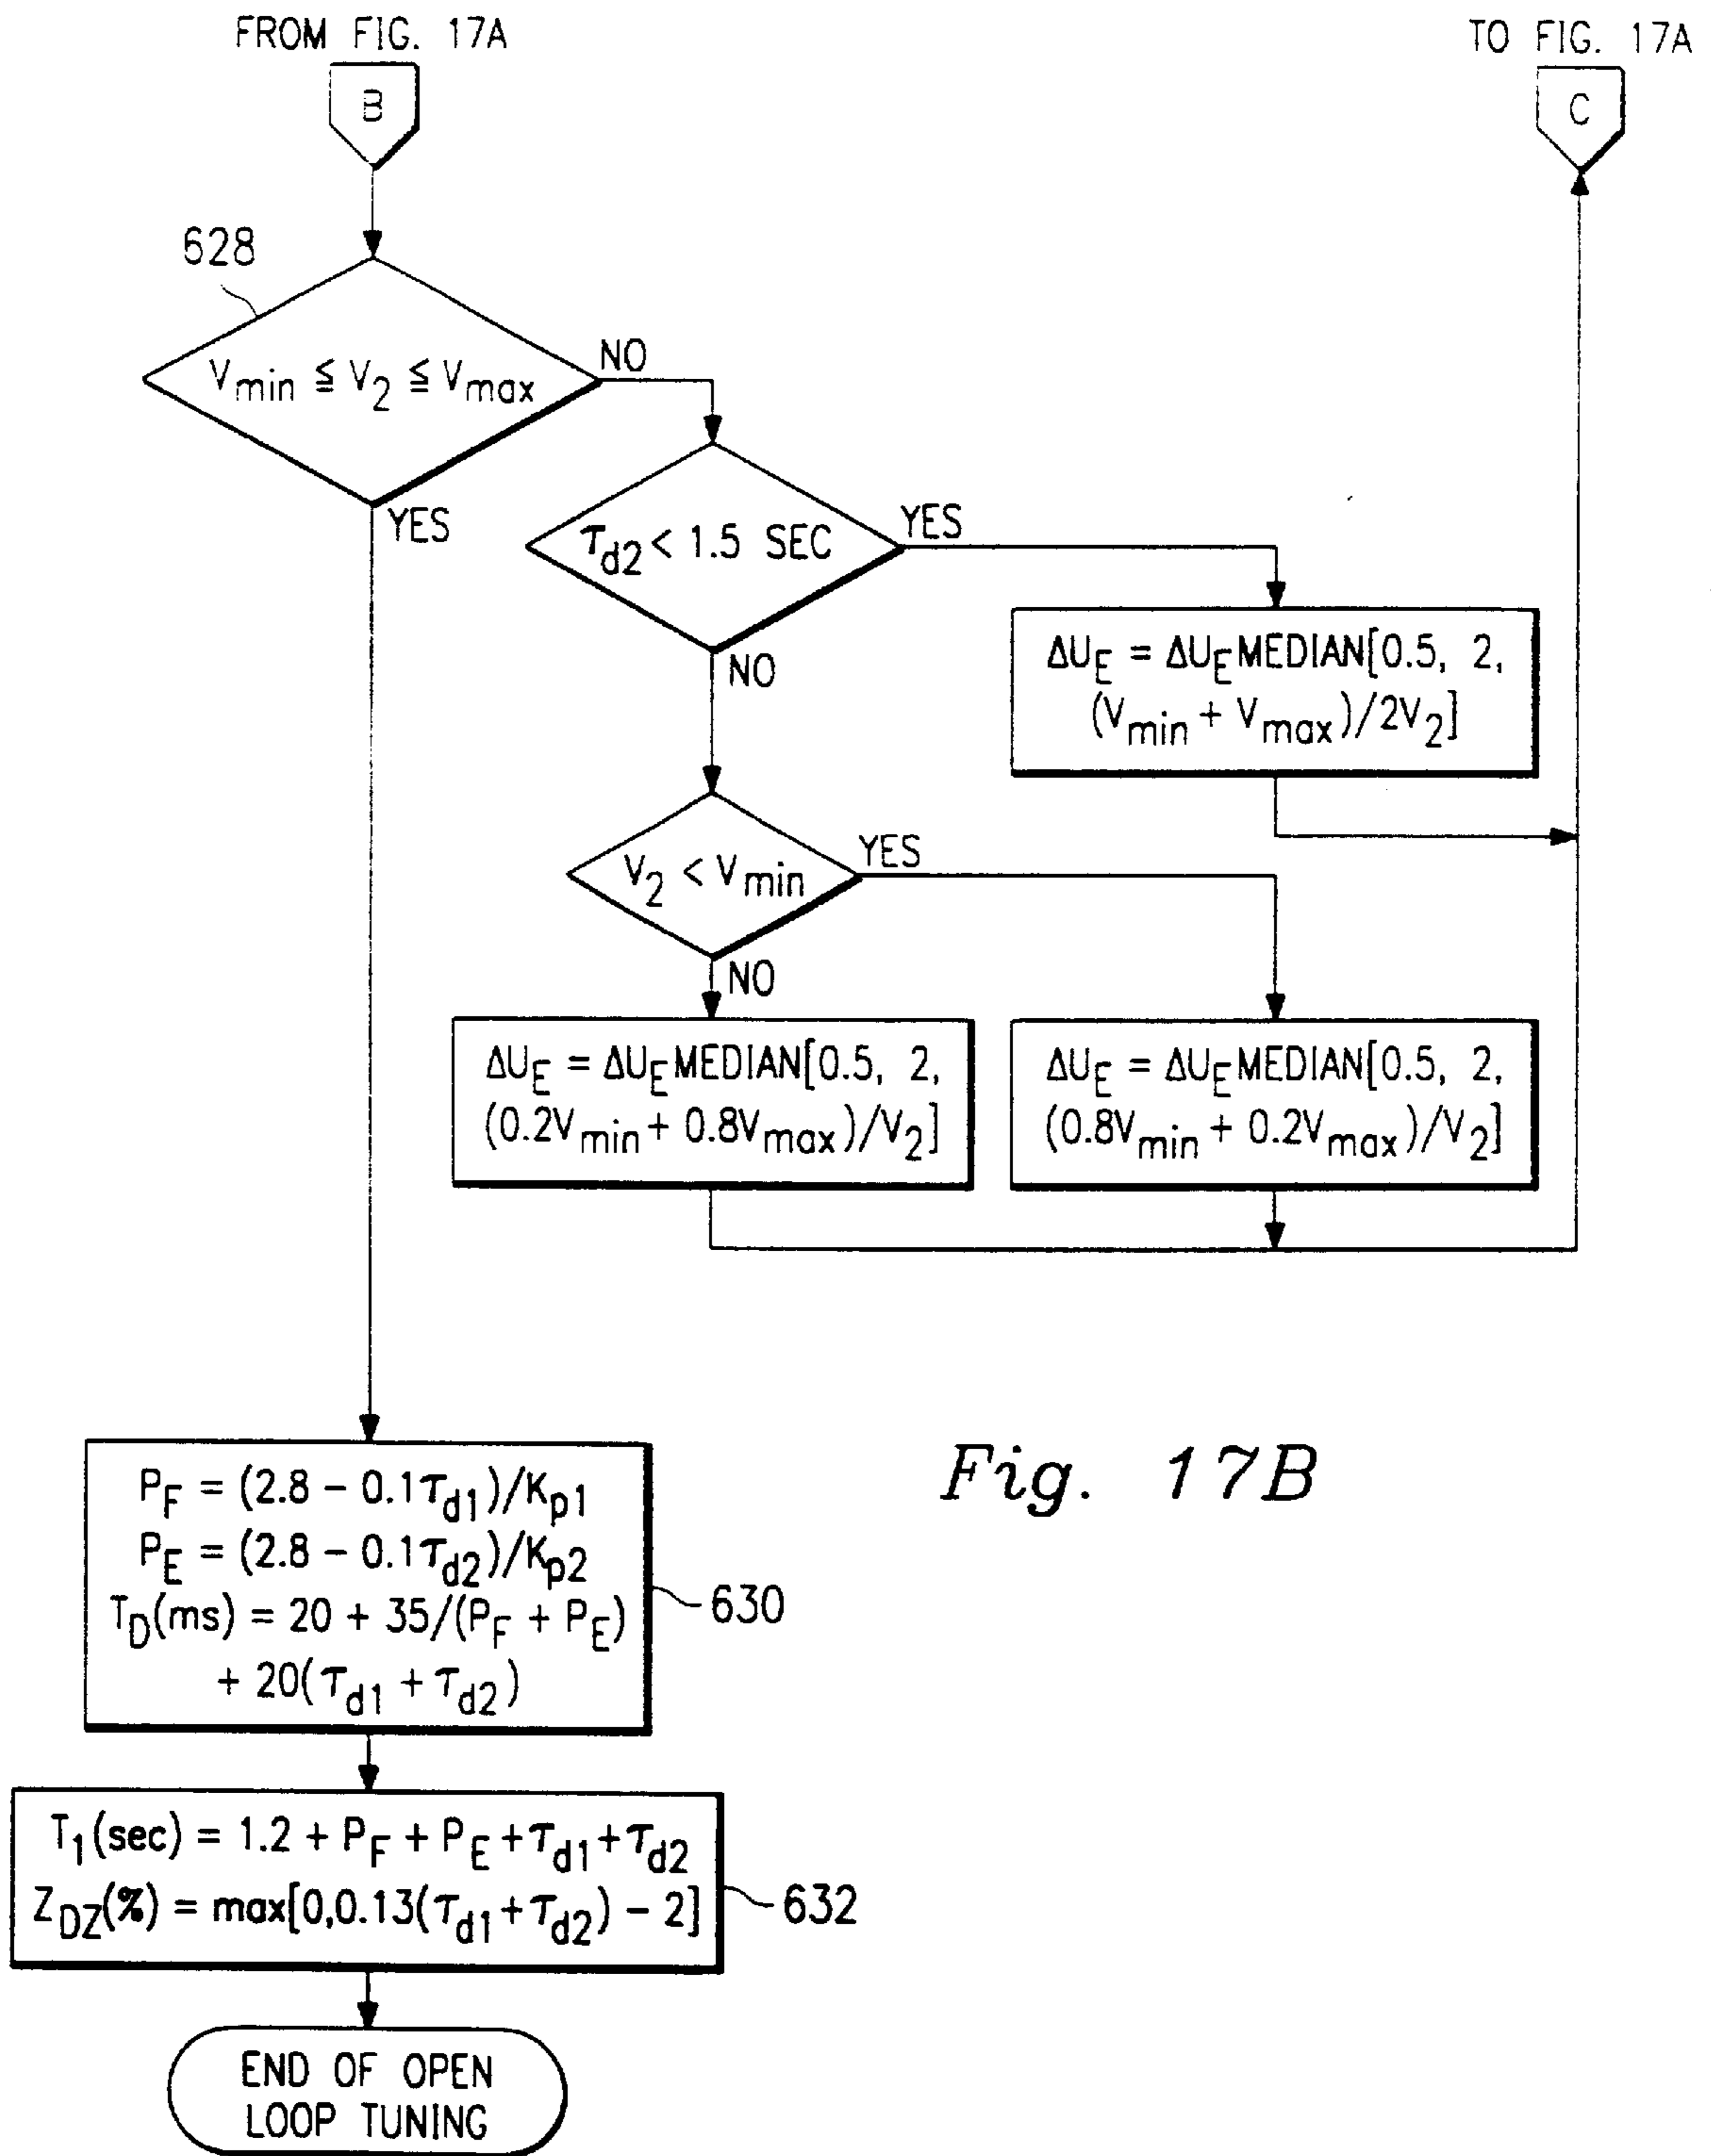 FROM FIG. 17A
TO FIG. 17A
B
C
628
V_min ≦ V_2 ≦ V_max
NO
YES
τ_d2 < 1.5 SEC
YES
NO
ΔU_E = ΔU_E MEDIAN[0.5, 2,
(V_min + V_max)/2V_2]
V_2 < V_min
YES
NO
ΔU_E = ΔU_E MEDIAN[0.5, 2,
(0.2V_min + 0.8V_max)/V_2]
ΔU_E = ΔU_E MEDIAN[0.5, 2,
(0.8V_min + 0.2V_max)/V_2]
P_F = (2.8 − 0.1τ_d1)/K_p1
P_E = (2.8 − 0.1τ_d2)/K_p2
T_D(ms) = 20 + 35/(P_F + P_E)
+ 20(τ_d1 + τ_d2)
630
Fig. 17B
T_1(sec) = 1.2 + P_F + P_E + τ_d1 + τ_d2
Z_DZ(%) = max[0,0.13(τ_d1 + τ_d2) − 2]
632
END OF OPEN
LOOP TUNING